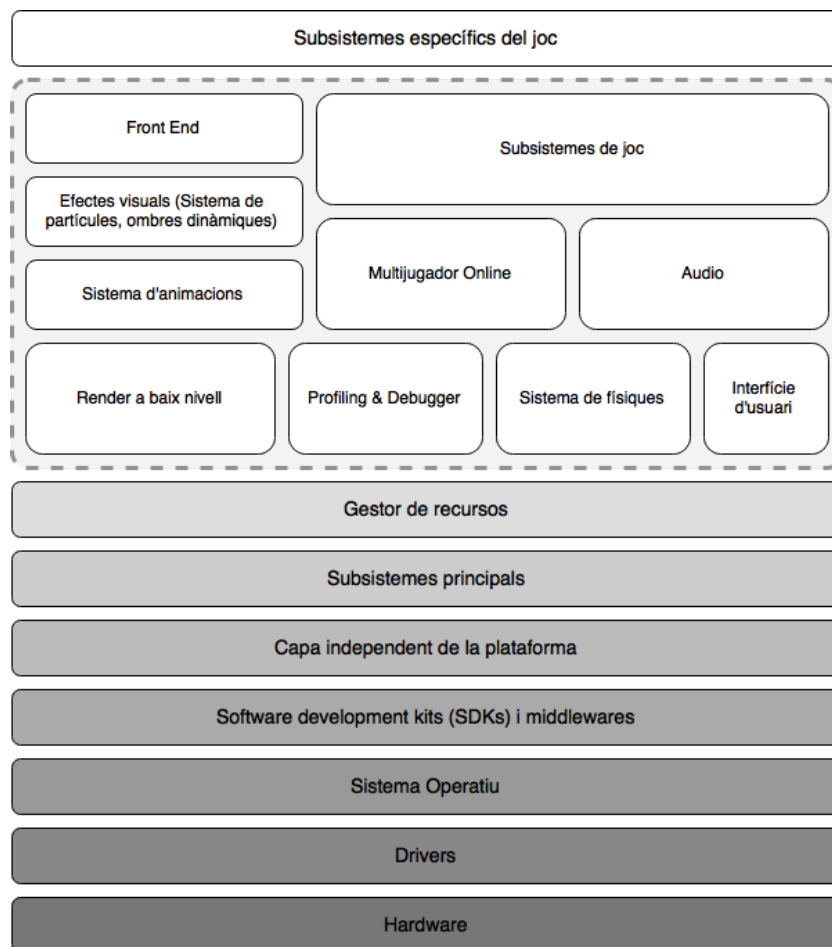 Subsistemes específics del joc
Front End
Subsistemes de joc
Efectes visuals (Sistema de
partícules, ombres dinàmiques)
Multijugador Online
Audio
Sistema d'animacions
Render a baix nivell
Profiling & Debugger
Sistema de físiques
Interfície
d'usuari
Gestor de recursos
Subsistemes principals
Capa independent de la plataforma
Software development kits (SDKs) i middlewares
Sistema Operatiu
Drivers
Hardware